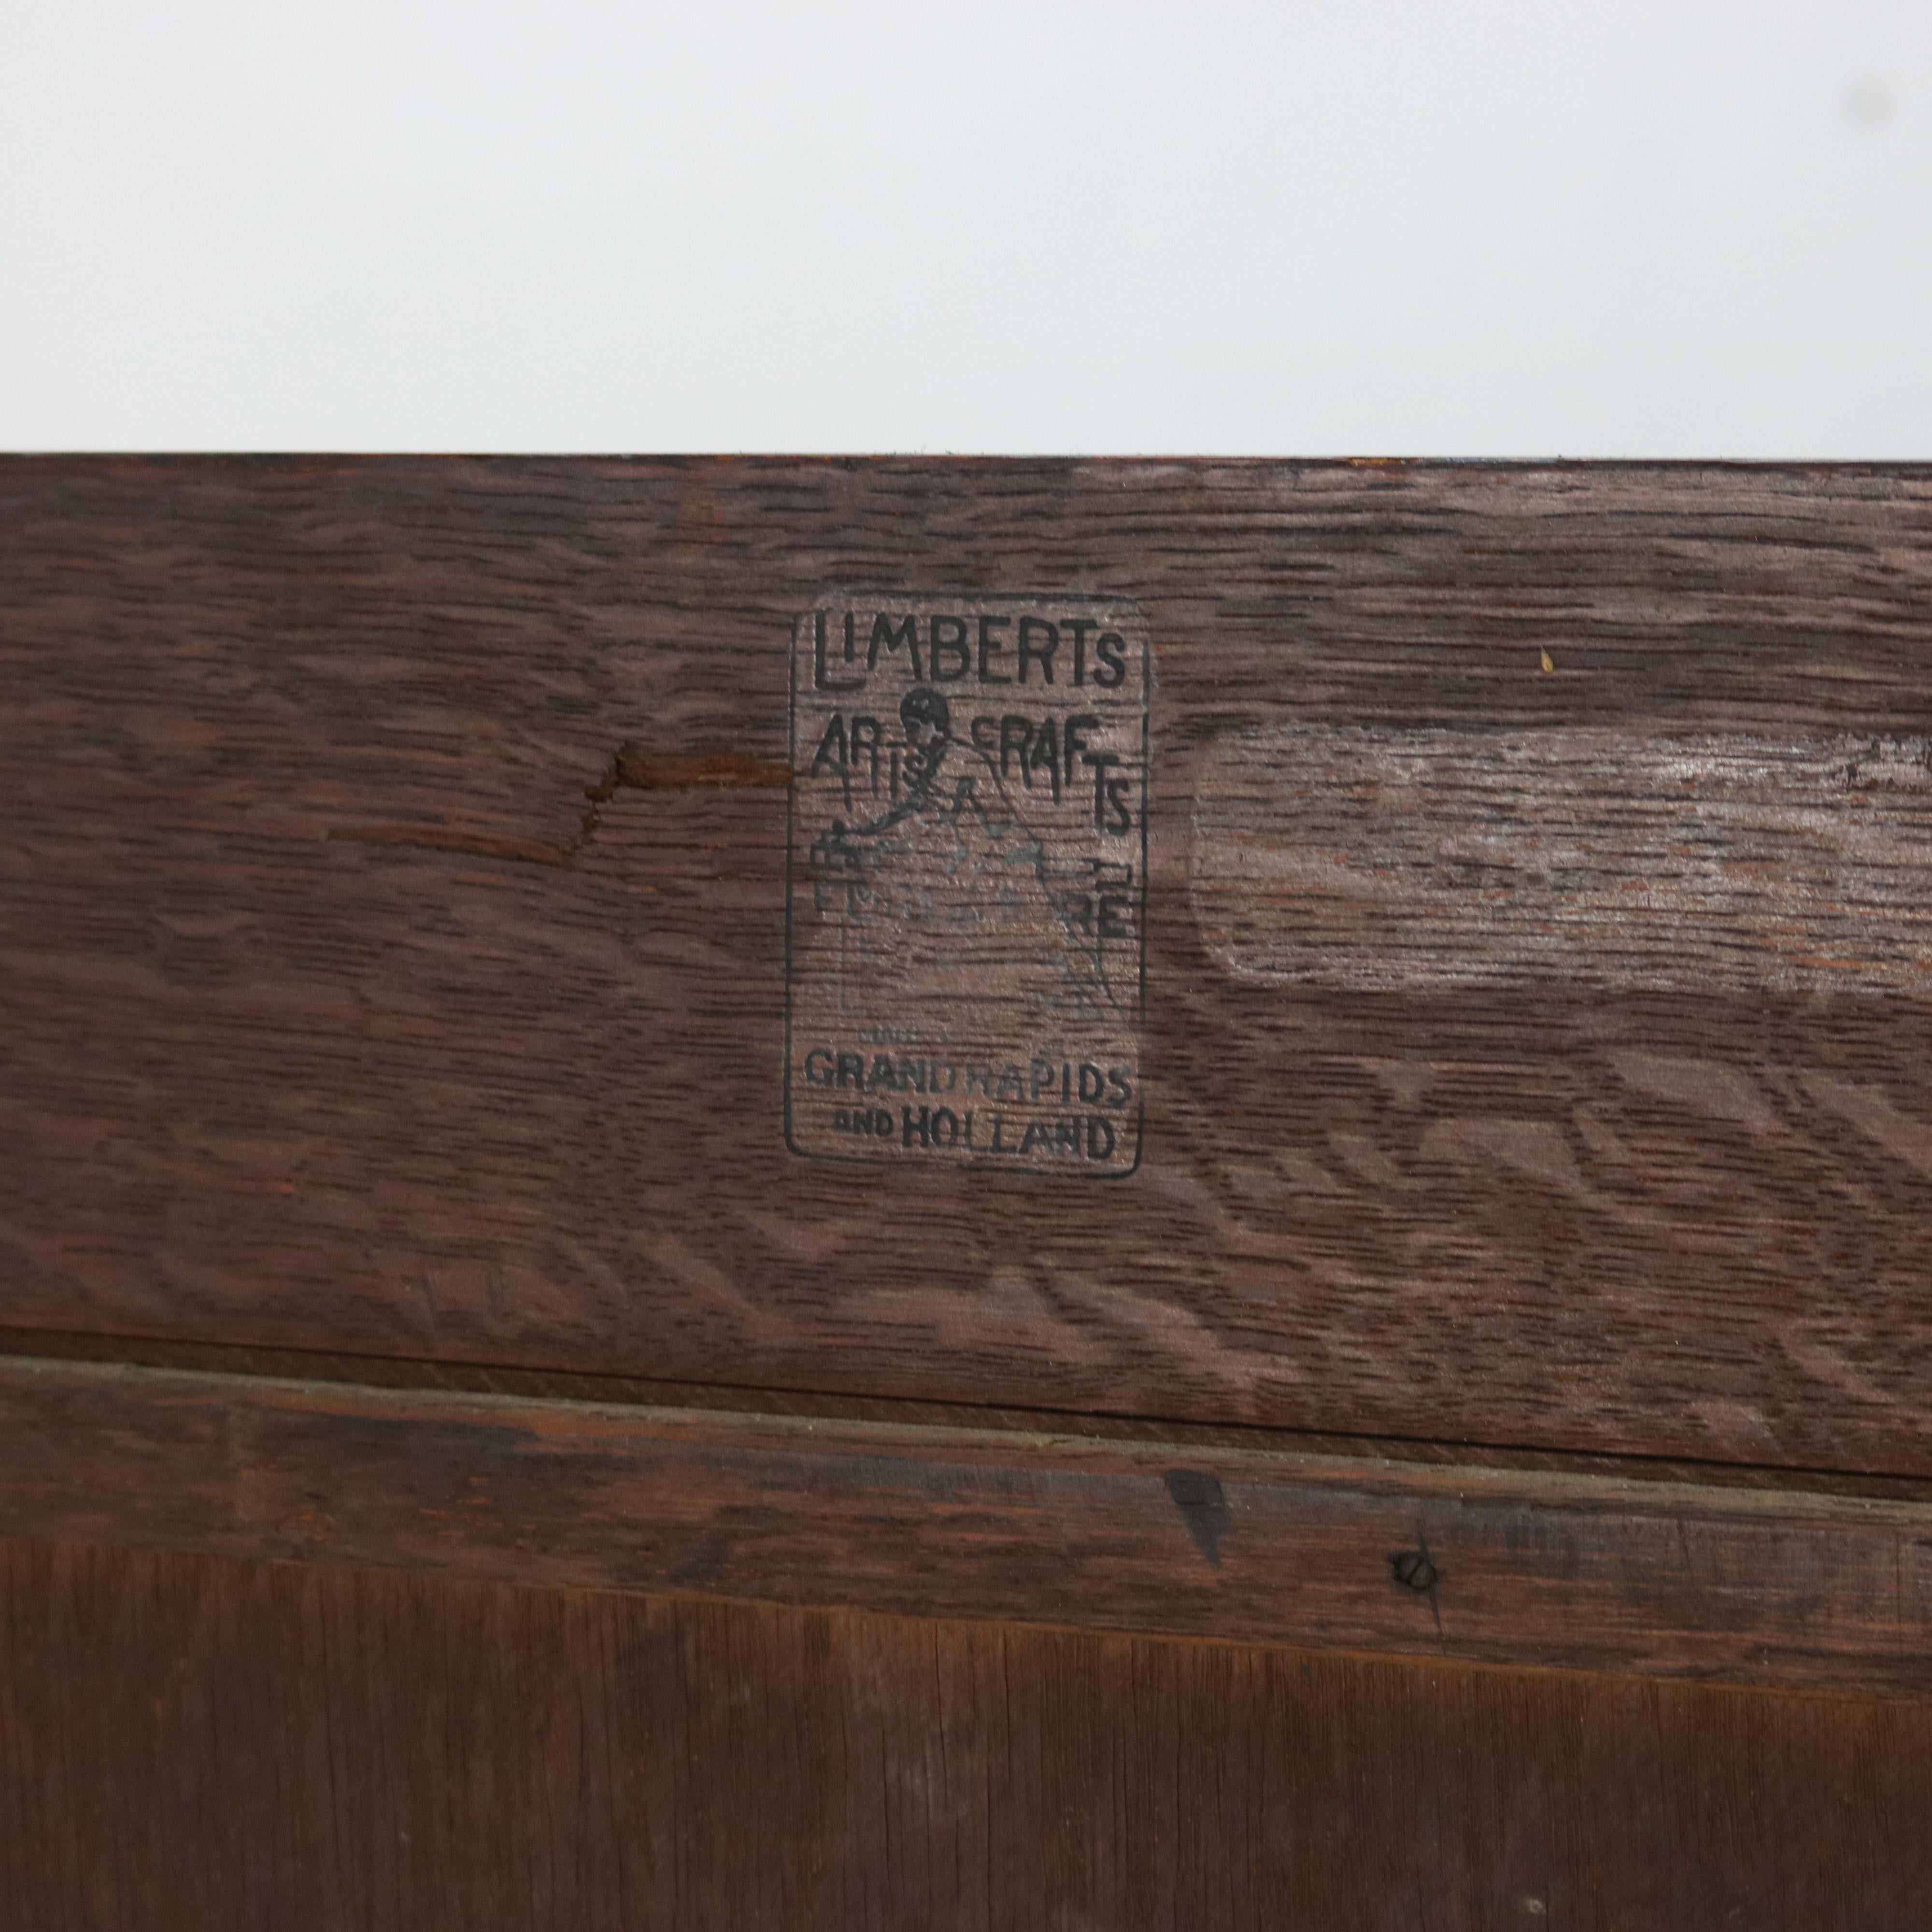 LIMBERTS
ARTS CRAFTS
GRAND RAPIDS
AND HOLLAND